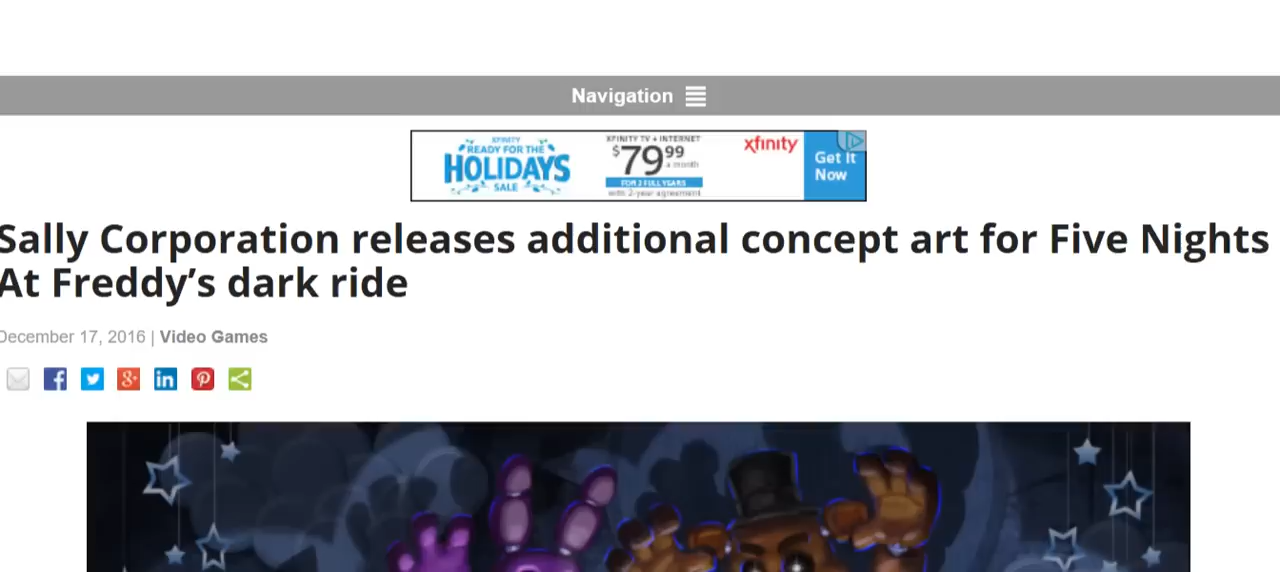 Navigation
XFINITY
READY FOR THE
HOLIDAYS
SALE
XFINITY TV + INTERNET
$7999
a month
FOR 2 FULL YEARS
with 2-year agreement
xfinity
Get It
Now
Sally Corporation releases additional concept art for Five Nights
At Freddy’s dark ride
December 17, 2016 | Video Games